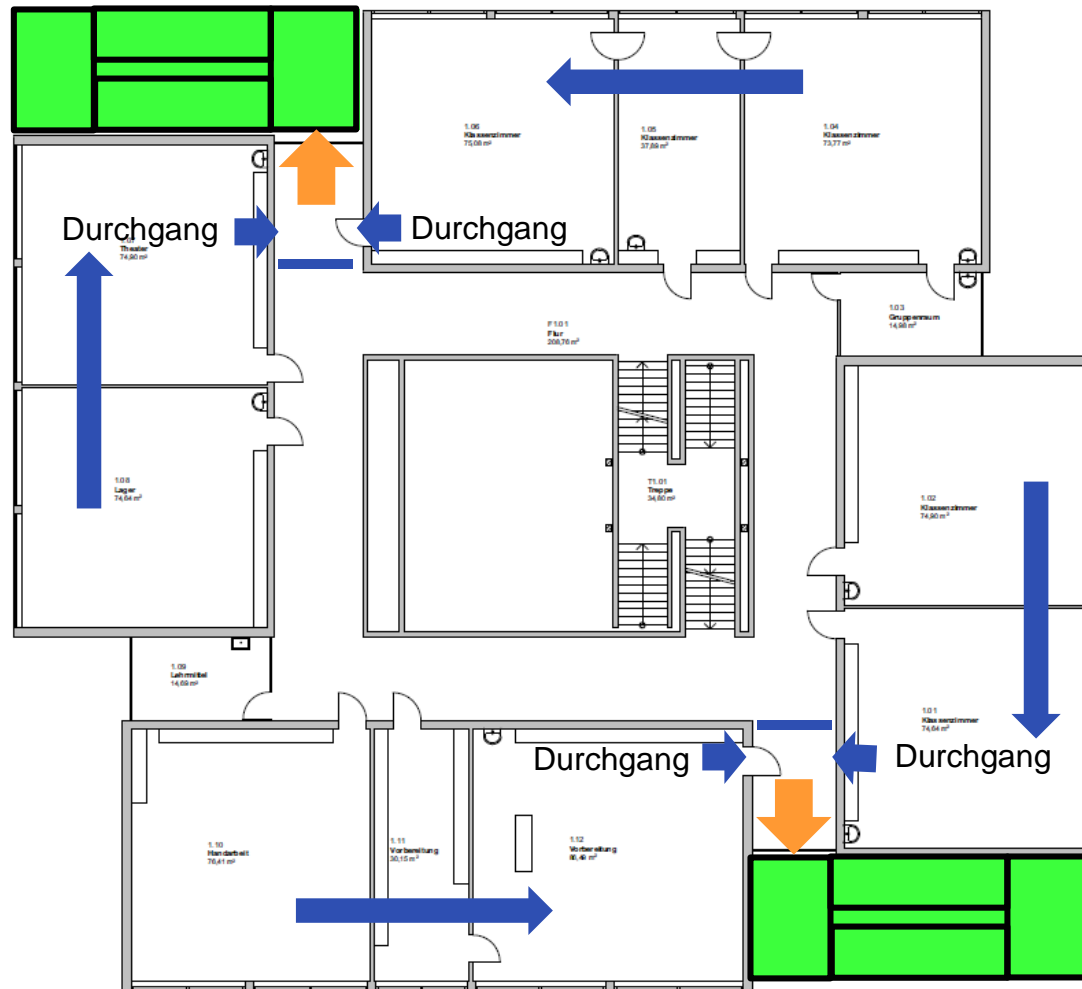 1.06
Klassenzimmer
75,08 m²
1.05
Klassenzimmer
37,89 m²
1.04
Klassenzimmer
73,77 m²
Durchgang
Durchgang
Theater
74,90 m²
1.03
Gruppenraum
14,98 m²
F1.01
Flur
208,76 m²
1.08
Lager
74,64 m²
T1.01
Treppe
34,60 m²
1.02
Klassenzimmer
74,90 m²
1.09
Lehrmittel
14,69 m²
1.01
Klassenzimmer
74,64 m²
Durchgang
Durchgang
1.10
Handarbeit
76,41 m²
1.11
Vorbereitung
30,15 m²
1.12
Vorbereitung
86,49 m²